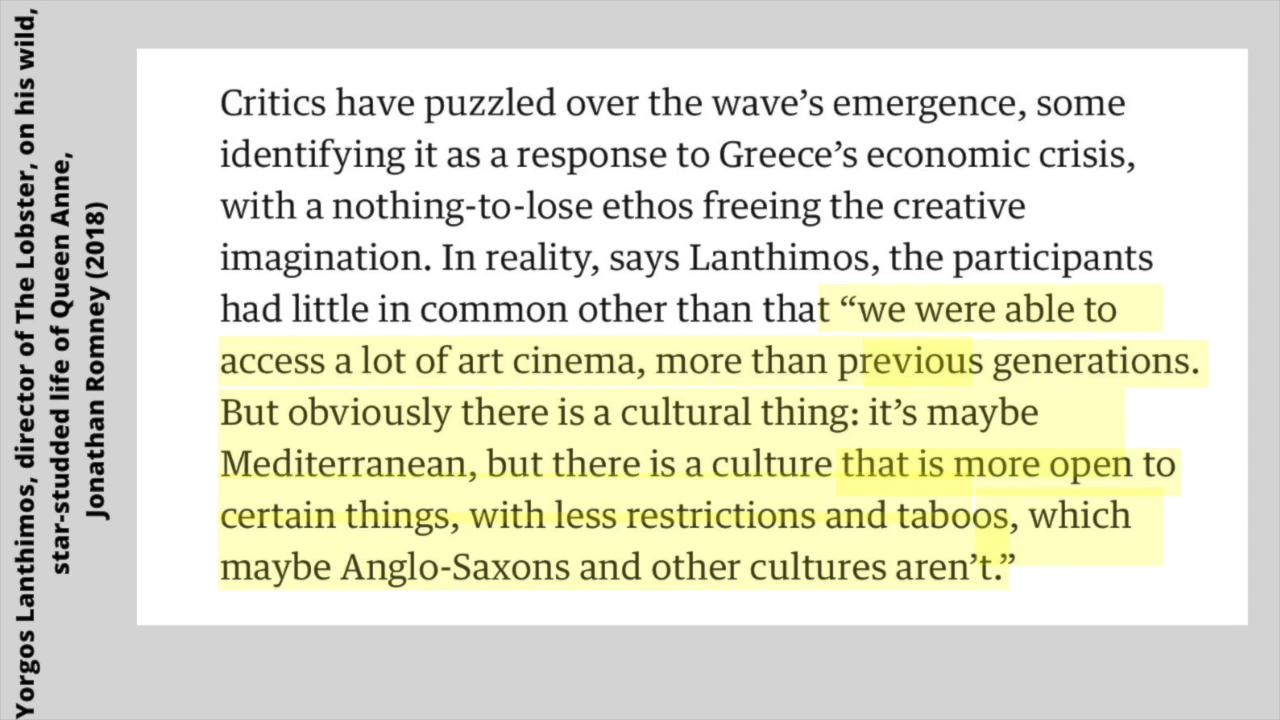 Yorgos Lanthimos, director of The Lobster, on his wild,
star-studded life of Queen Anne,
Jonathan Romney (2018)
Critics have puzzled over the wave’s emergence, some
identifying it as a response to Greece’s economic crisis,
with a nothing-to-lose ethos freeing the creative
imagination. In reality, says Lanthimos, the participants
had little in common other than that “we were able to
access a lot of art cinema, more than previous generations.
But obviously there is a cultural thing: it’s maybe
Mediterranean, but there is a culture that is more open to
certain things, with less restrictions and taboos, which
maybe Anglo-Saxons and other cultures aren’t.”